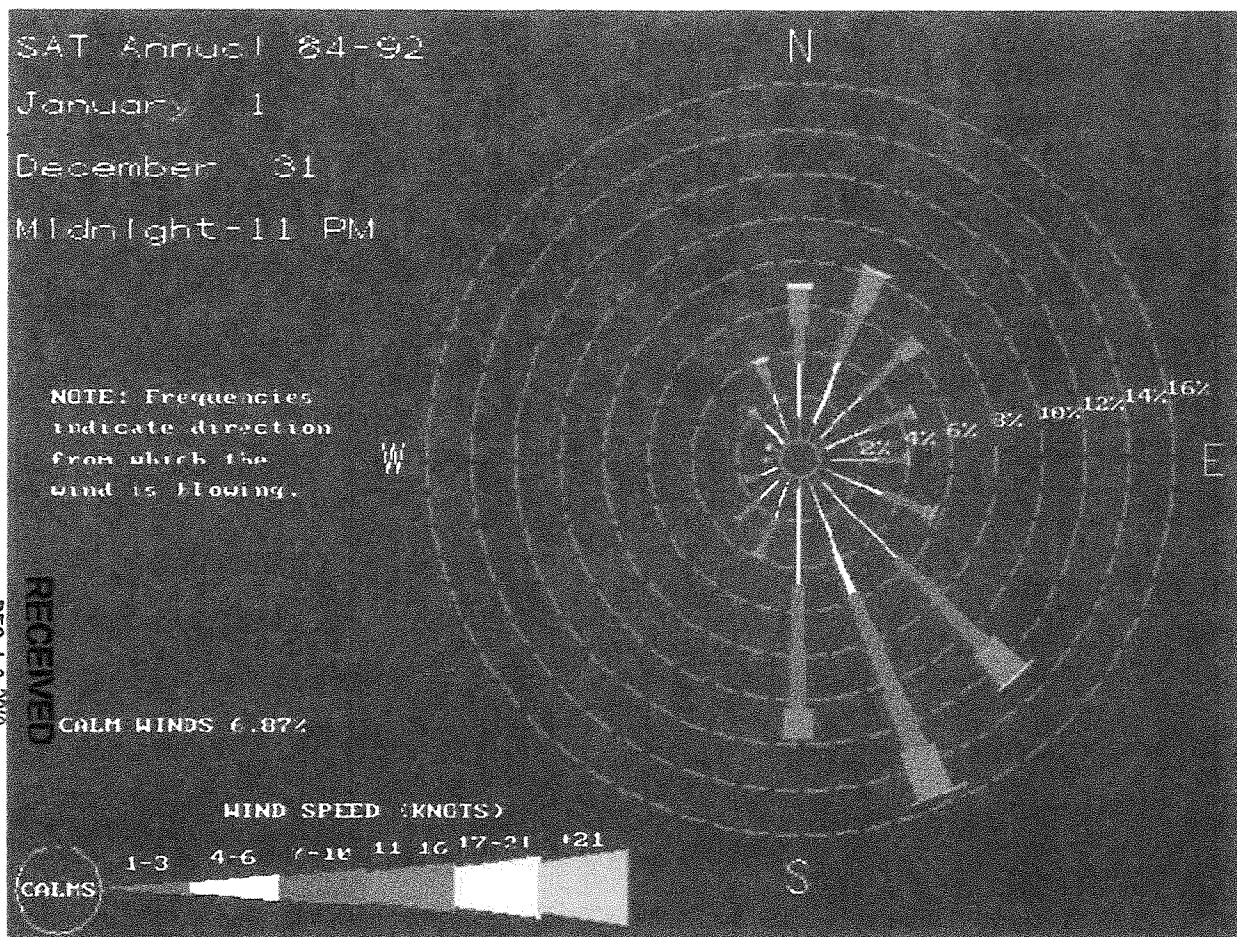 SAT Annual 84-92
January 1
December 31
Midnight-11 PM
N
NOTE: Frequencies
indicate direction
from which the
wind is blowing.
W
2% 4% 6% 8% 10% 12% 14% 16%
E
RECEIVED
CALM WINDS 6.87%
WIND SPEED (KNOTS)
CALMS 1-3 4-6 7-10 11 16 17-21 +21
S